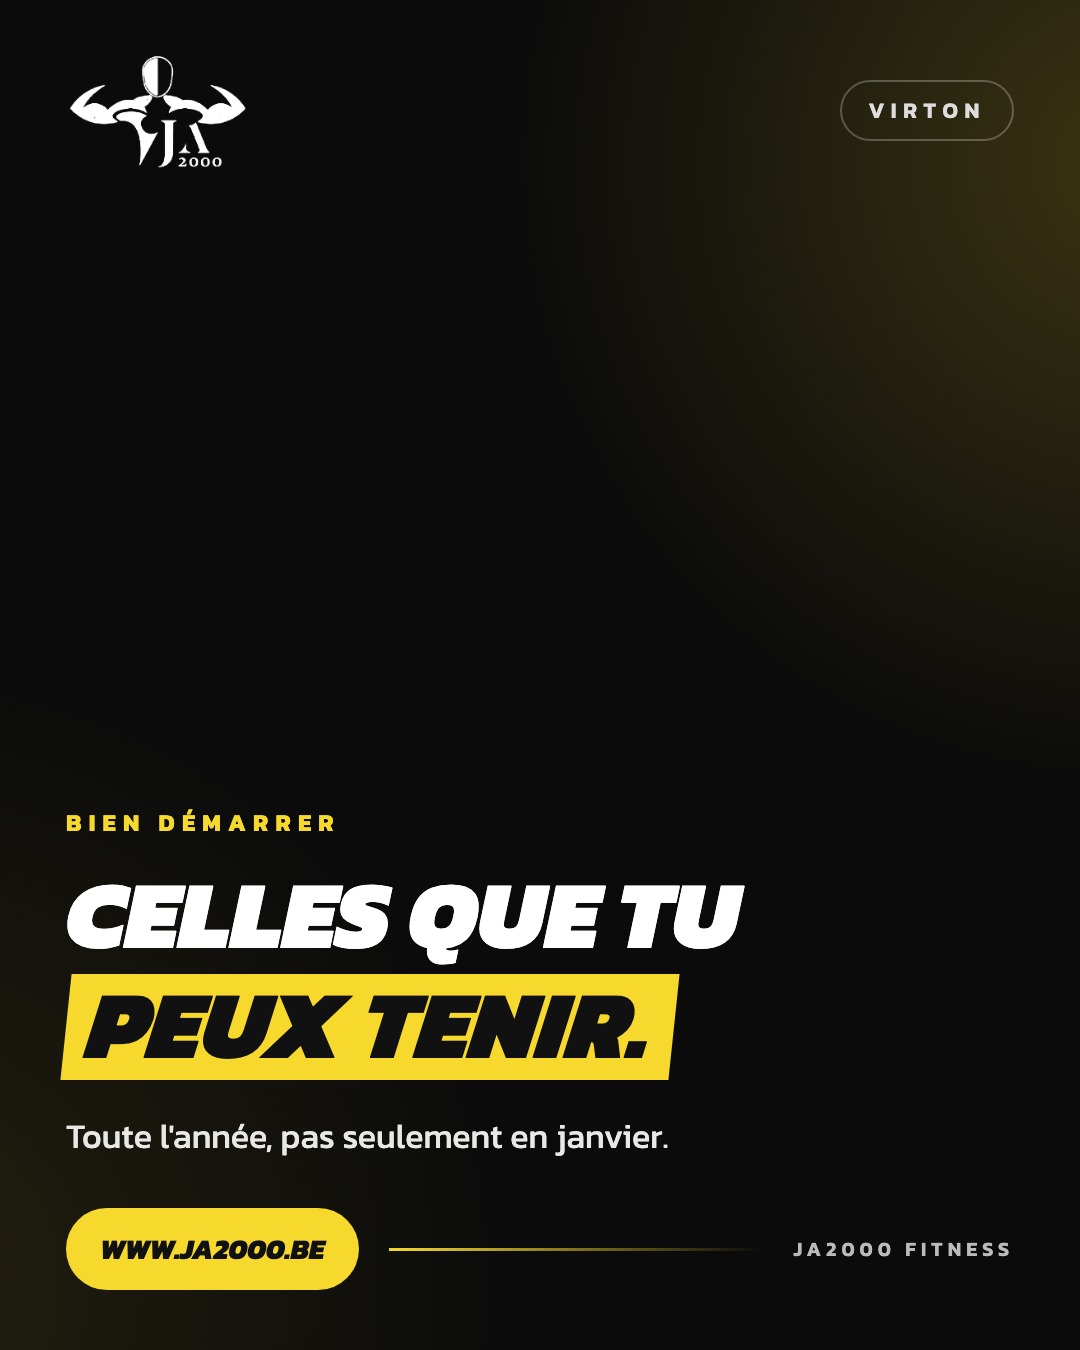 JA
2000
VIRTON
BIEN DÉMARRER
CELLES QUE TU
PEUX TENIR.
Toute l'année, pas seulement en janvier.
WWW.JA2000.BE
JA2000 FITNESS